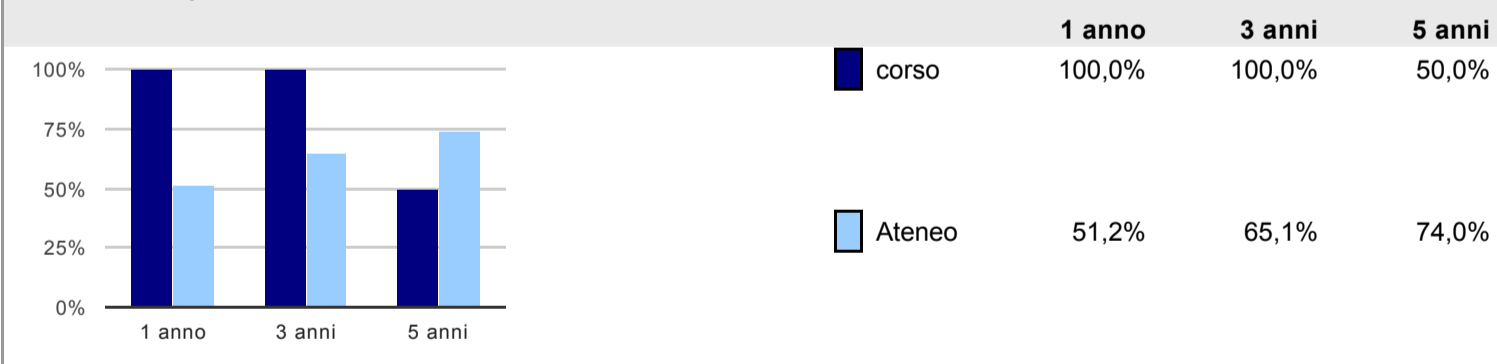 1 anno 3 anni 5 anni
100%
75%
50%
25%
0%
1 anno 3 anni 5 anni
corso 100,0% 100,0% 50,0%
Ateneo 51,2% 65,1% 74,0%